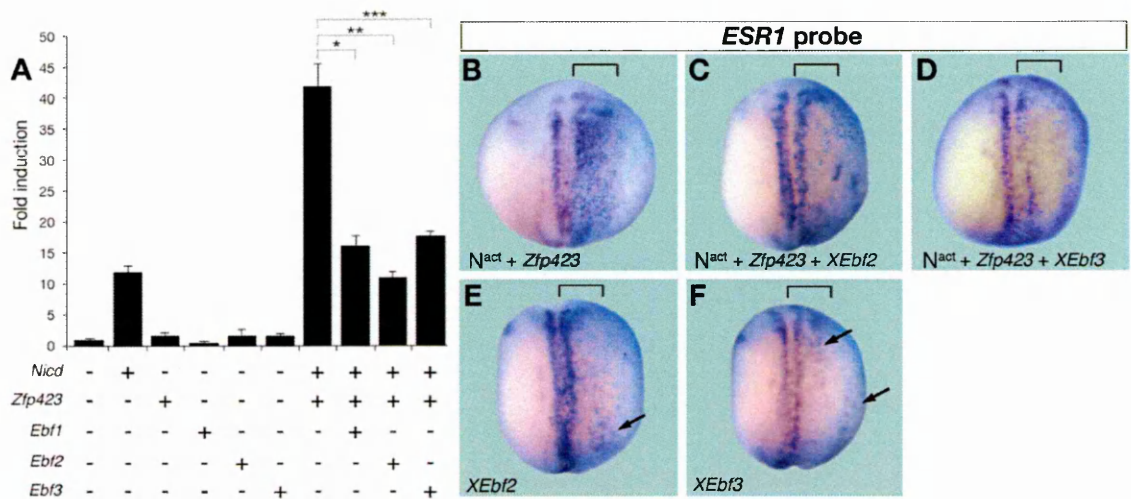 A
Fold induction
50
45
40
35
30
25
20
15
10
5
0
***
**
*
Nicd - + - - - - + + + +
Zfp423 - - + - - - + + + +
Ebf1 - - - + - - - + - -
Ebf2 - - - - + - - - + -
Ebf3 - - - - - + - - - +
ESR1 probe
B
Nact + Zfp423
C
Nact + Zfp423 + XEbf2
D
Nact + Zfp423 + XEbf3
E
XEbf2
F
XEbf3